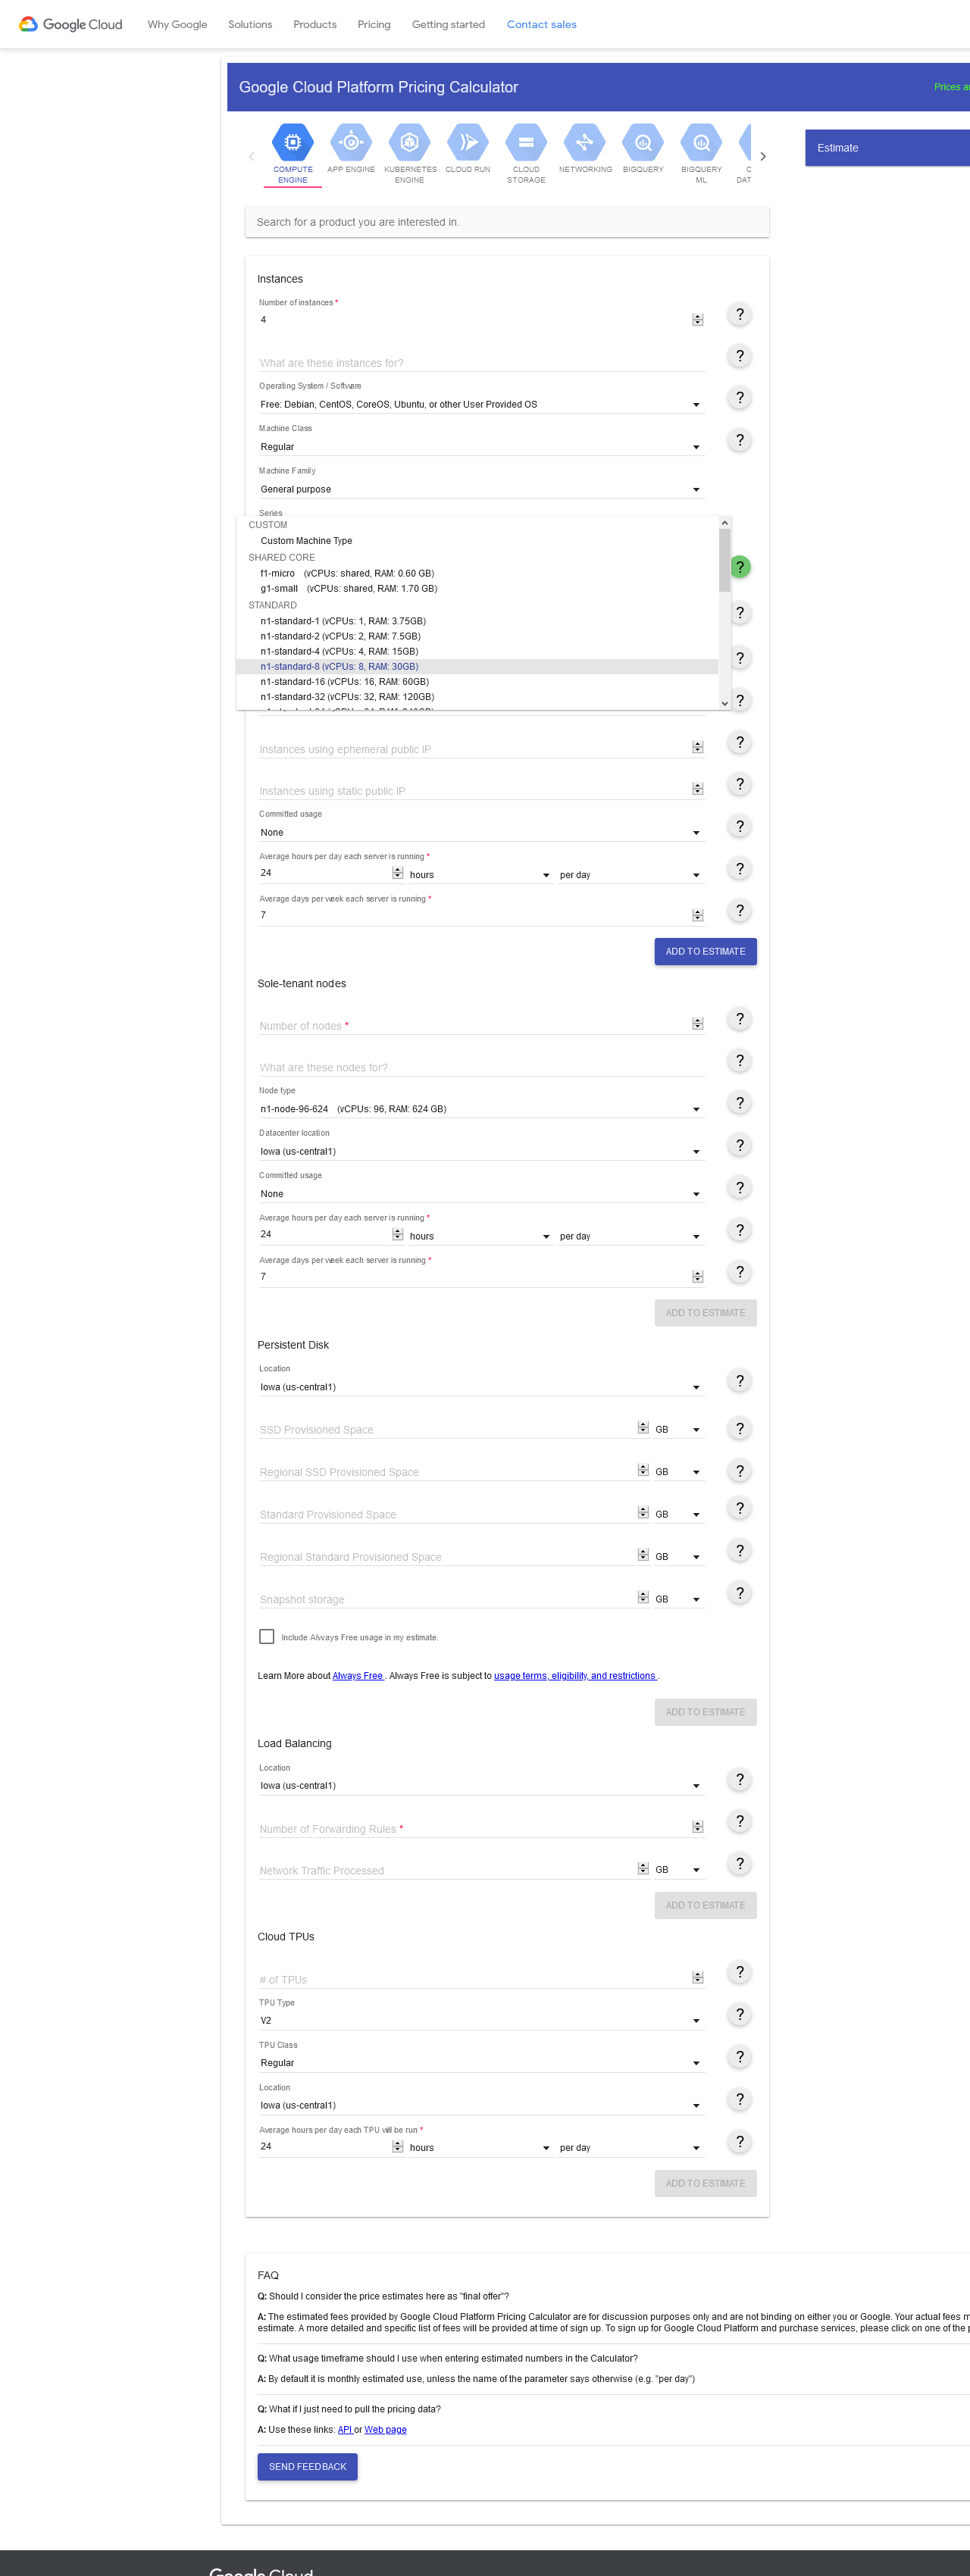 Google Cloud Why Google Solutions Products Pricing Getting started Contact sales
Google Cloud Platform Pricing Calculator
Prices
Estimate
COMPUTE ENGINE
APP ENGINE
KUBERNETES ENGINE
CLOUD RUN
CLOUD STORAGE
NETWORKING
BIGQUERY
BIGQUERY ML
Search for a product you are interested in.
Instances
Number of instances *
4
?
What are these instances for?
?
Operating System / Software
Free: Debian, CentOS, CoreOS, Ubuntu, or other User Provided OS
?
Machine Class
Regular
?
Machine Family
General purpose
Series
CUSTOM
Custom Machine Type
SHARED CORE
f1-micro (vCPUs: shared, RAM: 0.60 GB)
?
g1-small (vCPUs: shared, RAM: 1.70 GB)
STANDARD
?
n1-standard-1 (vCPUs: 1, RAM: 3.75GB)
n1-standard-2 (vCPUs: 2, RAM: 7.5GB)
n1-standard-4 (vCPUs: 4, RAM: 15GB)
?
n1-standard-8 (vCPUs: 8, RAM: 30GB)
n1-standard-16 (vCPUs: 16, RAM: 60GB)
n1-standard-32 (vCPUs: 32, RAM: 120GB)
?
Instances using ephemeral public IP
?
Instances using static public IP
?
Committed usage
None
?
Average hours per day each server is running *
24 hours per day
?
Average days per week each server is running *
7
?
ADD TO ESTIMATE
Sole-tenant nodes
Number of nodes *
?
What are these nodes for?
?
Node type
n1-node-96-624 (vCPUs: 96, RAM: 624 GB)
?
Datacenter location
Iowa (us-central1)
?
Committed usage
None
?
Average hours per day each server is running *
24 hours per day
?
Average days per week each server is running *
7
?
ADD TO ESTIMATE
Persistent Disk
Location
Iowa (us-central1)
?
SSD Provisioned Space GB
?
Regional SSD Provisioned Space GB
?
Standard Provisioned Space GB
?
Regional Standard Provisioned Space GB
?
Snapshot storage GB
?
Include Always Free usage in my estimate.
Learn More about Always Free . Always Free is subject to usage terms, eligibility, and restrictions .
ADD TO ESTIMATE
Load Balancing
Location
Iowa (us-central1)
?
Number of Forwarding Rules *
?
Network Traffic Processed GB
?
ADD TO ESTIMATE
Cloud TPUs
# of TPUs
?
TPU Type
V2
?
TPU Class
Regular
?
Location
Iowa (us-central1)
?
Average hours per day each TPU will be run *
24 hours per day
?
ADD TO ESTIMATE
FAQ
Q: Should I consider the price estimates here as "final offer"?
A: The estimated fees provided by Google Cloud Platform Pricing Calculator are for discussion purposes only and are not binding on either you or Google. Your actual fees
estimate. A more detailed and specific list of fees will be provided at time of sign up. To sign up for Google Cloud Platform and purchase services, please click on one of the
Q: What usage timeframe should I use when entering estimated numbers in the Calculator?
A: By default it is monthly estimated use, unless the name of the parameter says otherwise (e.g. "per day")
Q: What if I just need to pull the pricing data?
A: Use these links: API or Web page
SEND FEEDBACK
Google Cloud